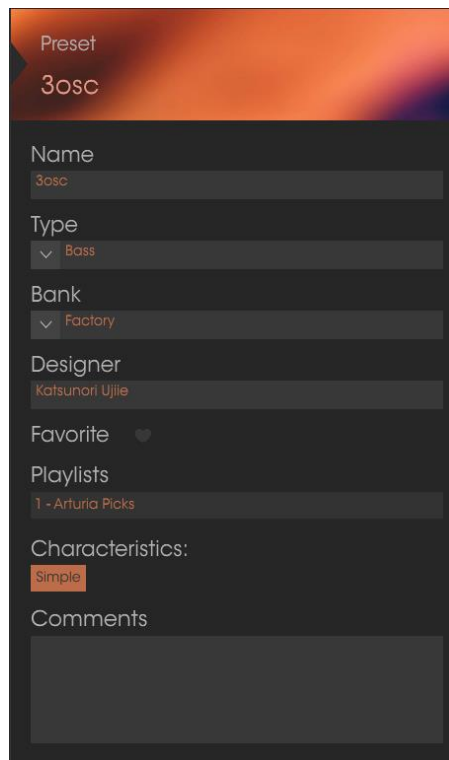 Preset
3osc
Name
3osc
Type
Bass
Bank
Factory
Designer
Katsunori Ujiie
Favorite
Playlists
1 - Arturia Picks
Characteristics:
Simple
Comments